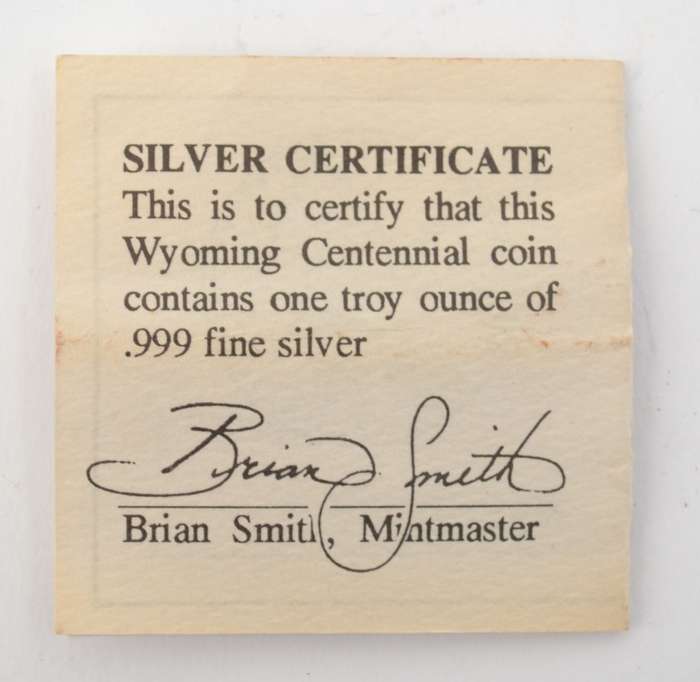 SILVER CERTIFICATE
This is to certify that this
Wyoming Centennial coin
contains one troy ounce of
.999 fine silver
Brian Smith
Brian Smith, Mintmaster